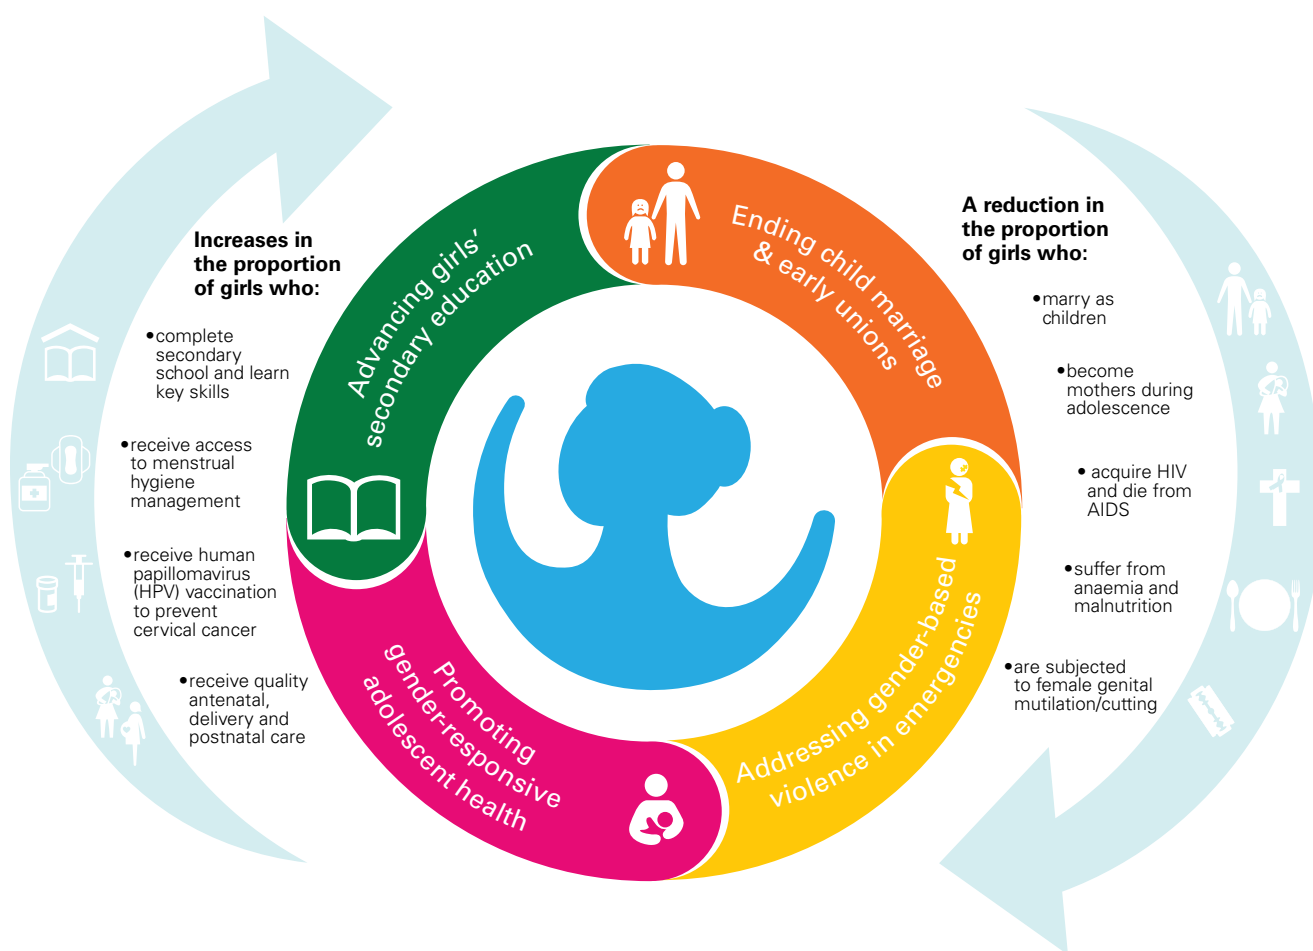 Increases in
the proportion
of girls who:
•complete
secondary
school and learn
key skills
•receive access
to menstrual
hygiene
management
•receive human
papillomavirus
(HPV) vaccination
to prevent
cervical cancer
•receive quality
antenatal,
delivery and
postnatal care
Advancing girls’
secondary education
Ending child marriage
& early unions
Addressing gender-based
violence in emergencies
Promoting
gender-responsive
adolescent health
A reduction in
the proportion
of girls who:
•marry as
children
•become
mothers during
adolescence
• acquire HIV
and die from
AIDS
•suffer from
anaemia and
malnutrition
•are subjected
to female genital
mutilation/cutting